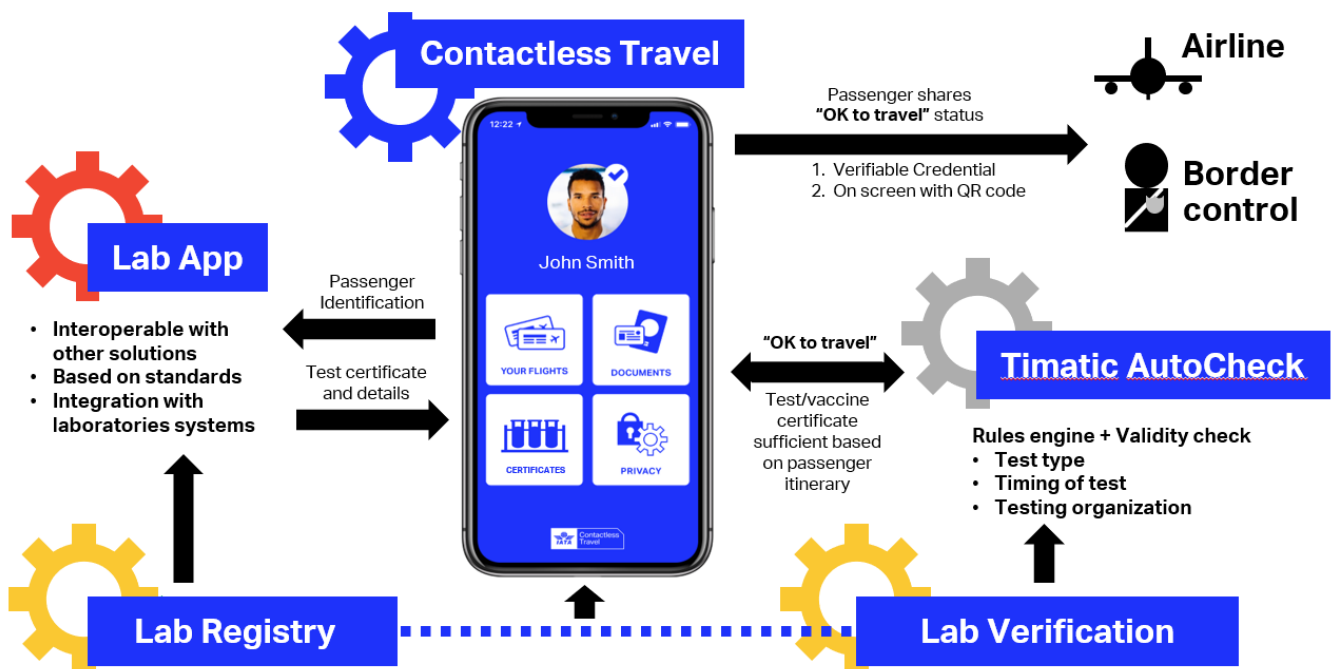 Contactless Travel
Airline
Passenger shares
“OK to travel” status
1. Verifiable Credential
2. On screen with QR code
Border
control
12:22
John Smith
YOUR FLIGHTS
DOCUMENTS
CERTIFICATES
PRIVACY
IATA
Contactless
Travel
Lab App
• Interoperable with
other solutions
• Based on standards
• Integration with
laboratories systems
Passenger
Identification
Test certificate
and details
“OK to travel”
Test/vaccine
certificate
sufficient based
on passenger
itinerary
Timatic AutoCheck
Rules engine + Validity check
• Test type
• Timing of test
• Testing organization
Lab Registry
Lab Verification